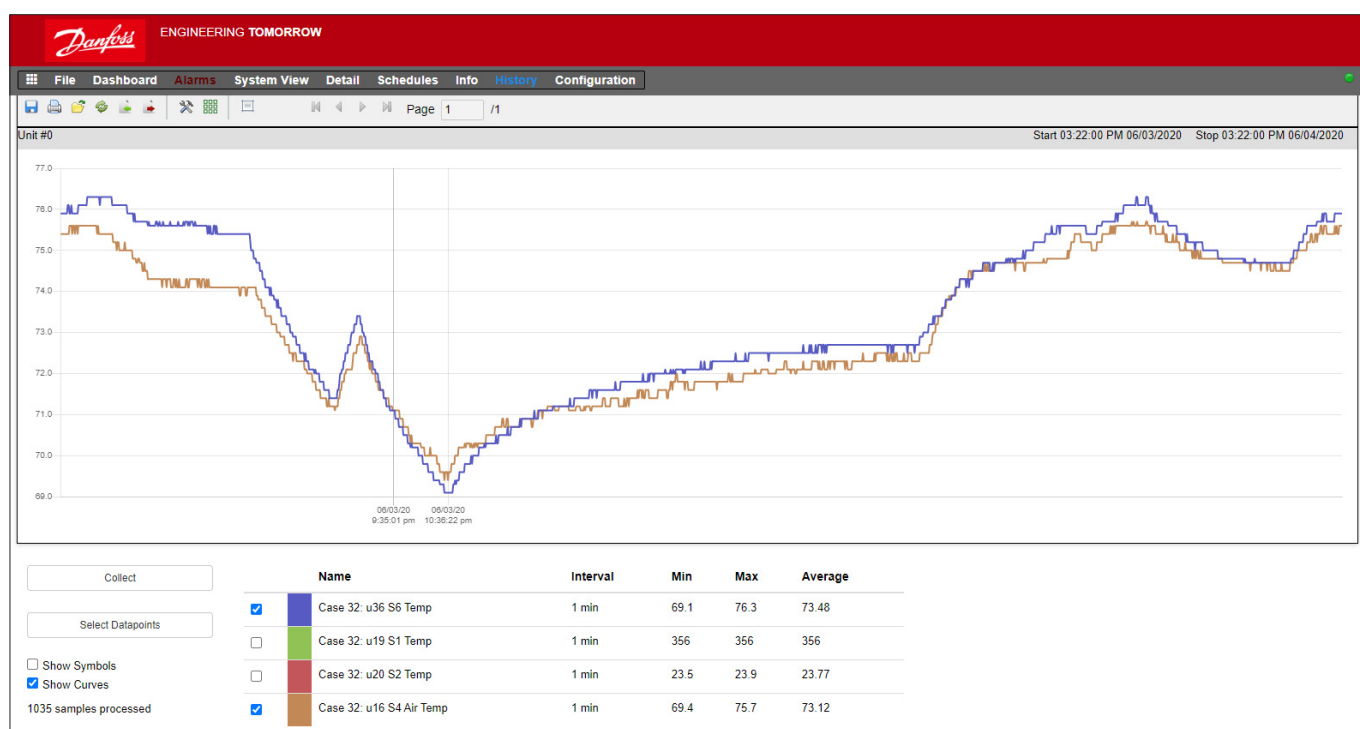 Danfoss ENGINEERING TOMORROW
File Dashboard Alarms System View Detail Schedules Info History Configuration
Page 1 /1
Unit #0 Start 03:22:00 PM 06/03/2020 Stop 03:22:00 PM 06/04/2020
77.0
76.0
75.0
74.0
73.0
72.0
71.0
70.0
69.0
06/03/20 06/03/20
9:35:01 pm 10:36:22 pm
Collect
Select Datapoints
Show Symbols
Show Curves
1035 samples processed
Name Interval Min Max Average
Case 32: u36 S6 Temp 1 min 69.1 76.3 73.48
Case 32: u19 S1 Temp 1 min 356 356 356
Case 32: u20 S2 Temp 1 min 23.5 23.9 23.77
Case 32: u16 S4 Air Temp 1 min 69.4 75.7 73.12